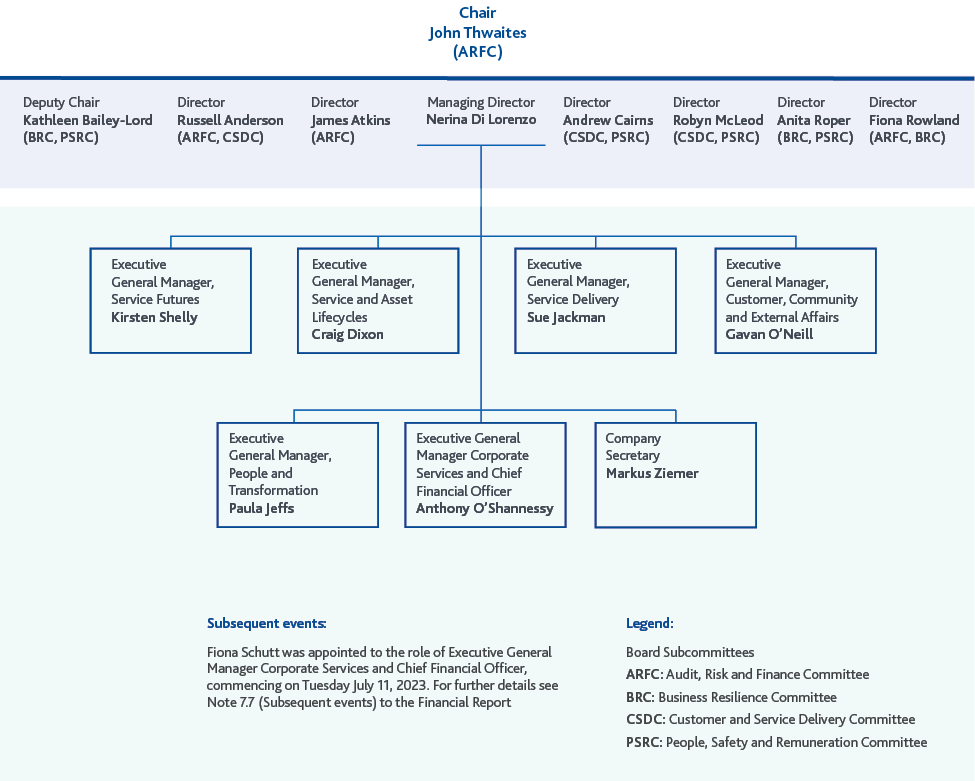 Chair
John Thwaites
(ARFC)
Deputy Chair
Kathleen Bailey-Lord
(BRC, PSRC)
Director
Russell Anderson
(ARFC, CSDC)
Director
James Atkins
(ARFC)
Managing Director
Nerina Di Lorenzo
Director
Andrew Cairns
(CSDC, PSRC)
Director
Robyn McLeod
(CSDC, PSRC)
Director
Anita Roper
(BRC, PSRC)
Director
Fiona Rowland
(ARFC, BRC)
Executive
General Manager,
Service Futures
Kirsten Shelly
Executive
General Manager,
Service and Asset
Lifecycles
Craig Dixon
Executive
General Manager,
Service Delivery
Sue Jackman
Executive
General Manager,
Customer, Community
and External Affairs
Gavan O'Neill
Executive
General Manager,
People and
Transformation
Paula Jeffs
Executive General
Manager Corporate
Services and Chief
Financial Officer
Anthony O'Shannessy
Company
Secretary
Markus Ziemer
Subsequent events:
Fiona Schutt was appointed to the role of Executive General
Manager Corporate Services and Chief Financial Officer,
commencing on Tuesday July 11, 2023. For further details see
Note 7.7 (Subsequent events) to the Financial Report
Legend:
Board Subcommittees
ARFC: Audit, Risk and Finance Committee
BRC: Business Resilience Committee
CSDC: Customer and Service Delivery Committee
PSRC: People, Safety and Remuneration Committee